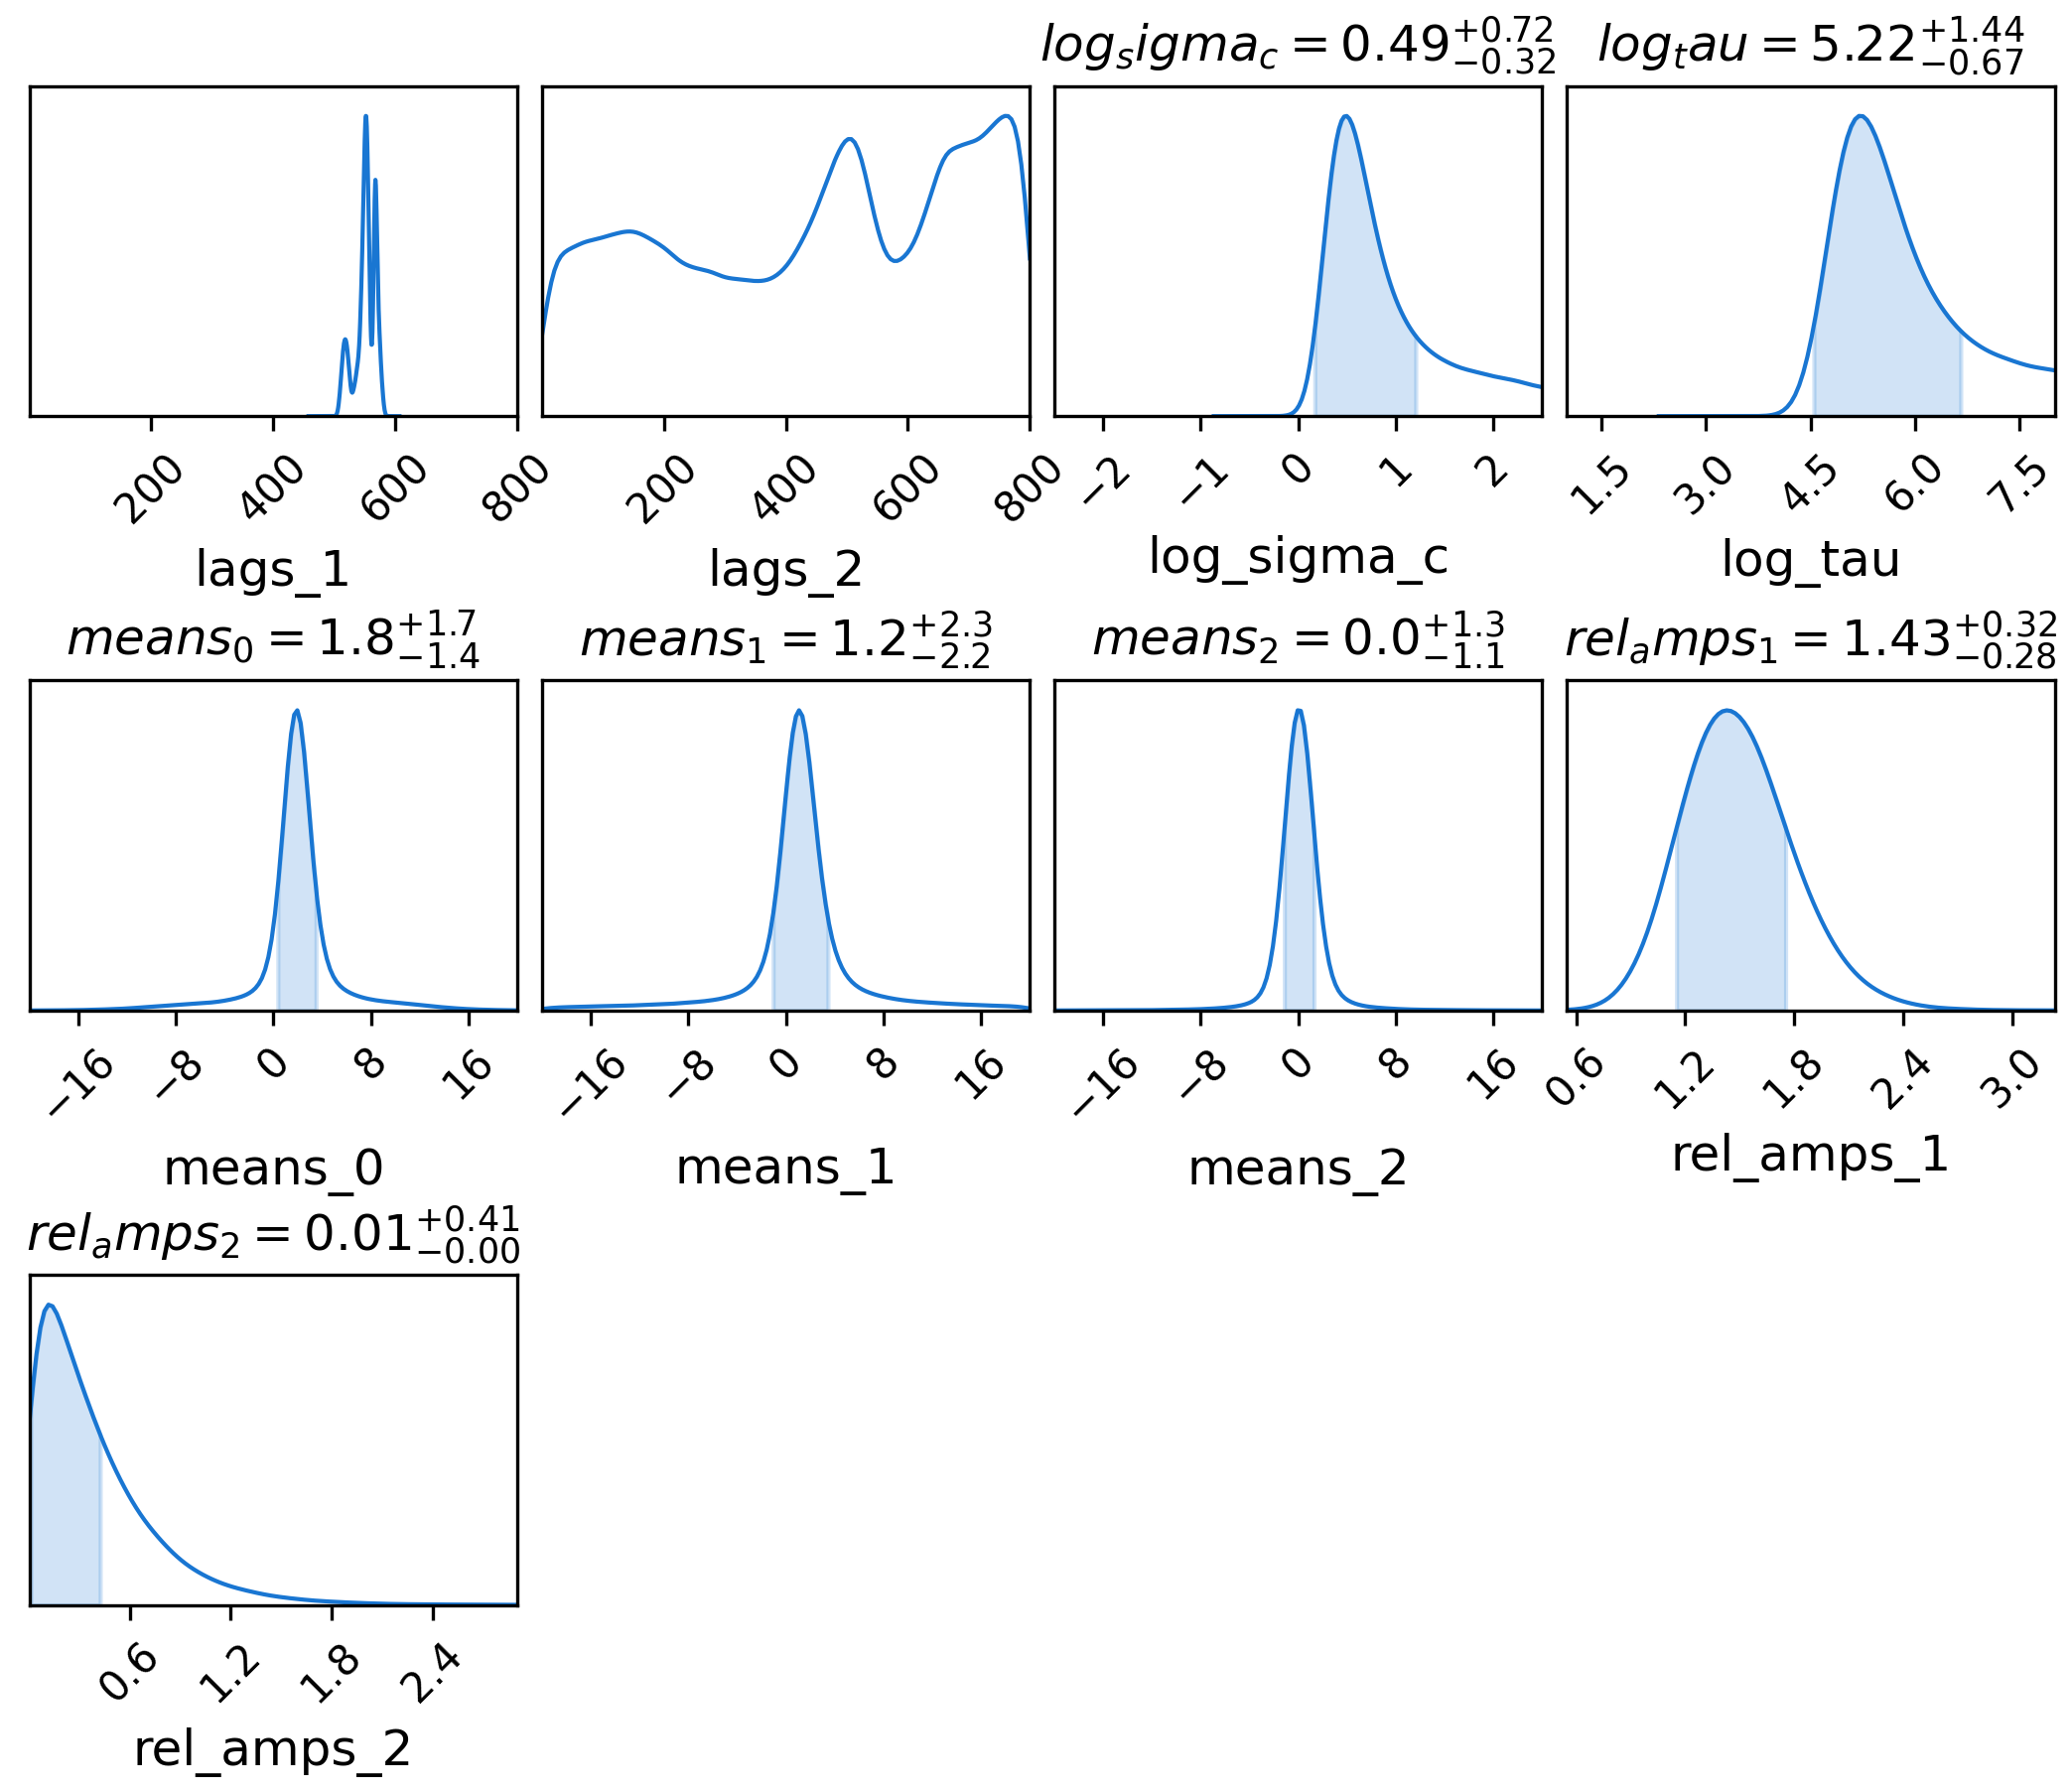 log_sigma_c = 0.49^{+0.72}_{-0.32} log_tau = 5.22^{+1.44}_{-0.67}
200 400 600 800 200 400 600 800 −2 −1 0 1 2 1.5 3.0 4.5 6.0 7.5
lags_1 lags_2 log_sigma_c log_tau
means_0 = 1.8^{+1.7}_{−1.4} means_1 = 1.2^{+2.3}_{−2.2} means_2 = 0.0^{+1.3}_{−1.1} rel_amps_1 = 1.43^{+0.32}_{−0.28}
−16 −8 0 8 16 −16 −8 0 8 16 −16 −8 0 8 16 0.6 1.2 1.8 2.4 3.0
means_0 means_1 means_2 rel_amps_1
rel_amps_2 = 0.01^{+0.41}_{−0.00}
0.6 1.2 1.8 2.4
rel_amps_2